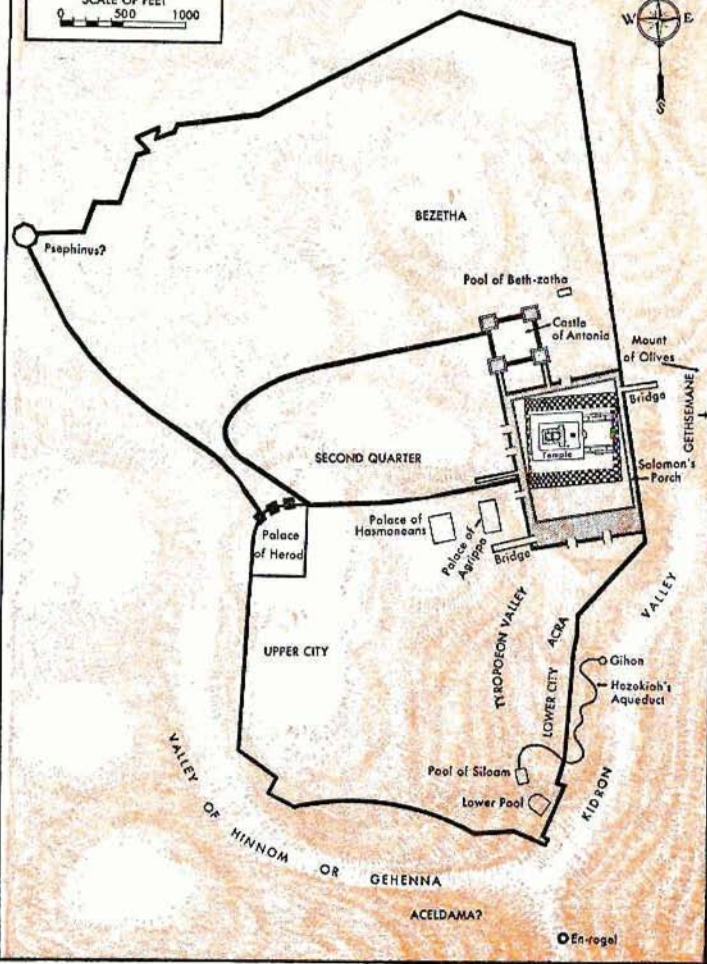 SCALE OF FEET
0 500 1000
W E
S
BEZETHA
Psephinus?
Pool of Beth-zatha
Castle
of Antonia
Mount
of Olives
Bridge
GETHSEMANE
Temple
SECOND QUARTER
Solomon's
Porch
Palace
of Herod
Palace of
Hasmoneans
Palace of
Agrippa
Bridge
VALLEY
TYROPOEON VALLEY
ACRA
UPPER CITY
LOWER CITY
Gihon
Hezekiah's
Aqueduct
Pool of Siloam
Lower Pool
KIDRON
VALLEY OF HINNOM OR GEHENNA
ACELDAMA?
En-rogel